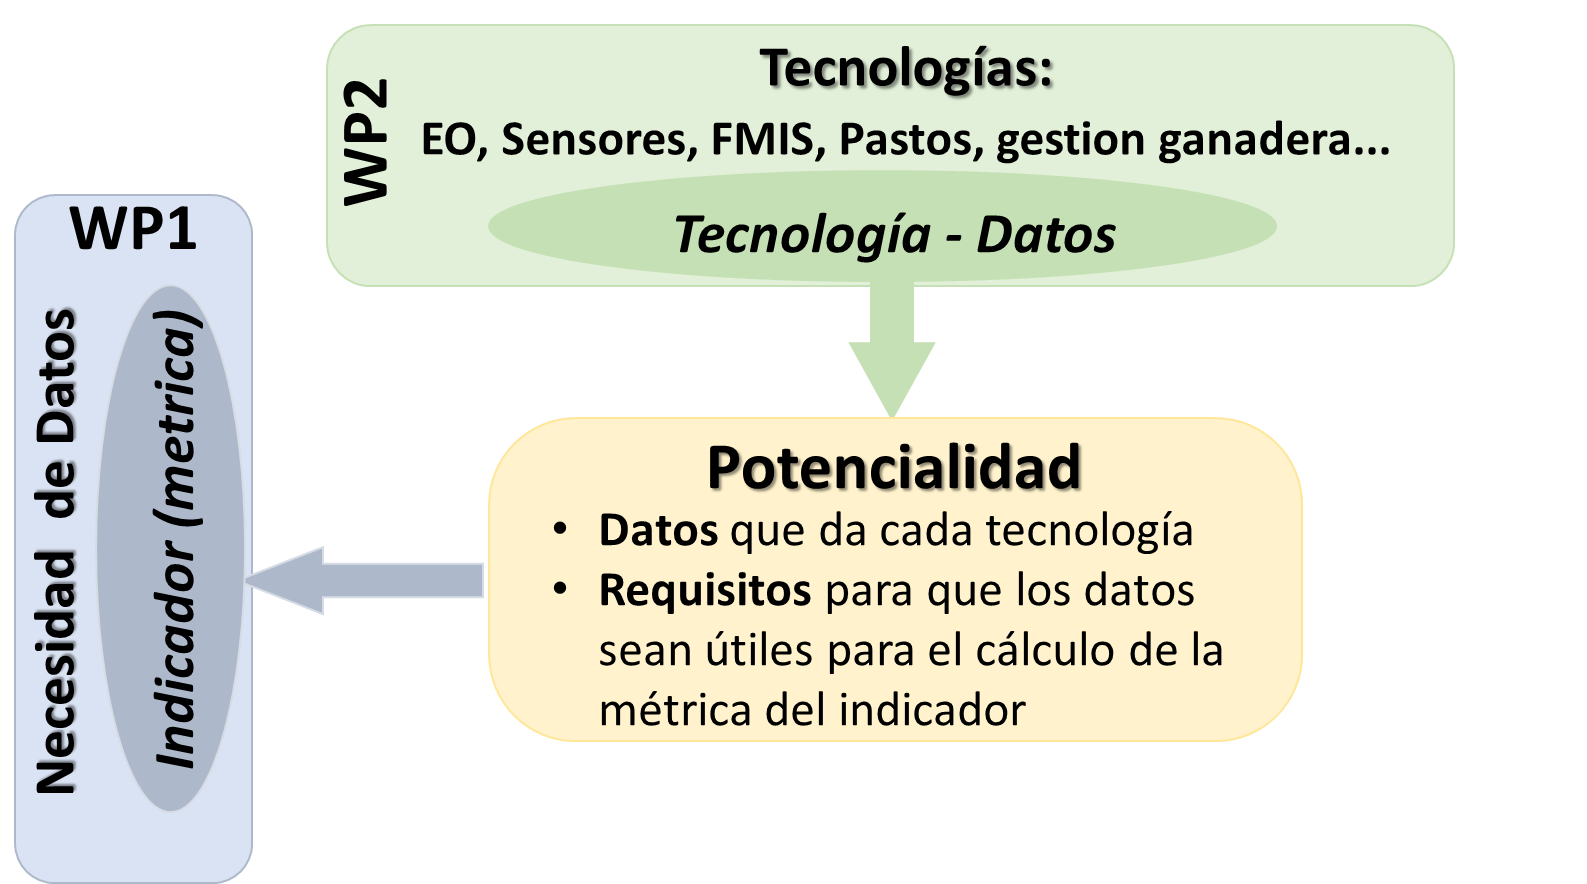 WP2
Tecnologías:
EO, Sensores, FMIS, Pastos, gestion ganadera...
Tecnología - Datos
WP1
Necesidad de Datos
Indicador (metrica)
Potencialidad
• Datos que da cada tecnología
• Requisitos para que los datos
sean útiles para el cálculo de la
métrica del indicador